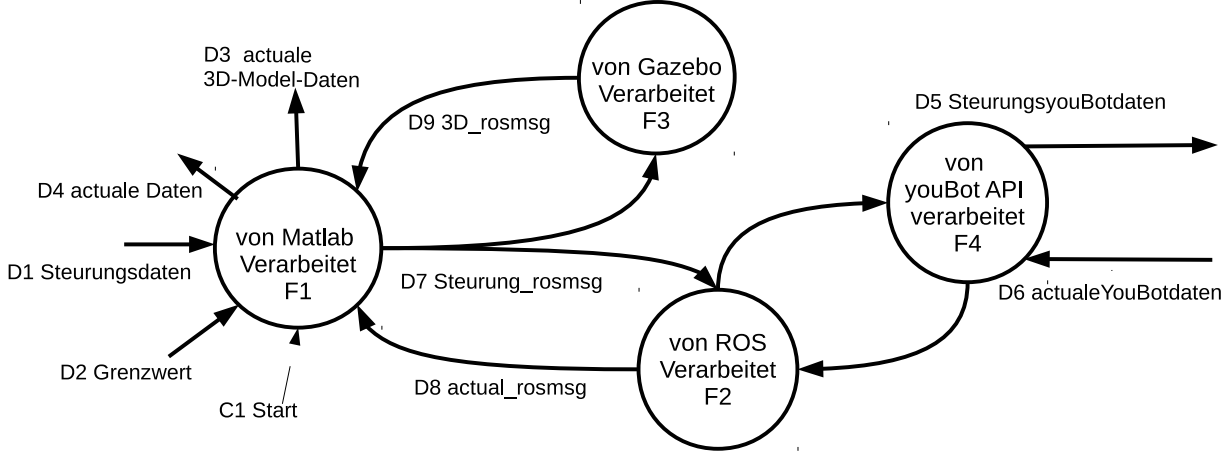 D3 actuale
3D-Model-Daten
von Gazebo
Verarbeitet
F3
D9 3D_rosmsg
D5 SteurungsyouBotdaten
von
youBot API
verarbeitet
F4
D4 actuale Daten
von Matlab
Verarbeitet
F1
D1 Steurungsdaten
D7 Steurung_rosmsg
D6 actualeYouBotdaten
von ROS
Verarbeitet
F2
D2 Grenzwert
D8 actual_rosmsg
C1 Start